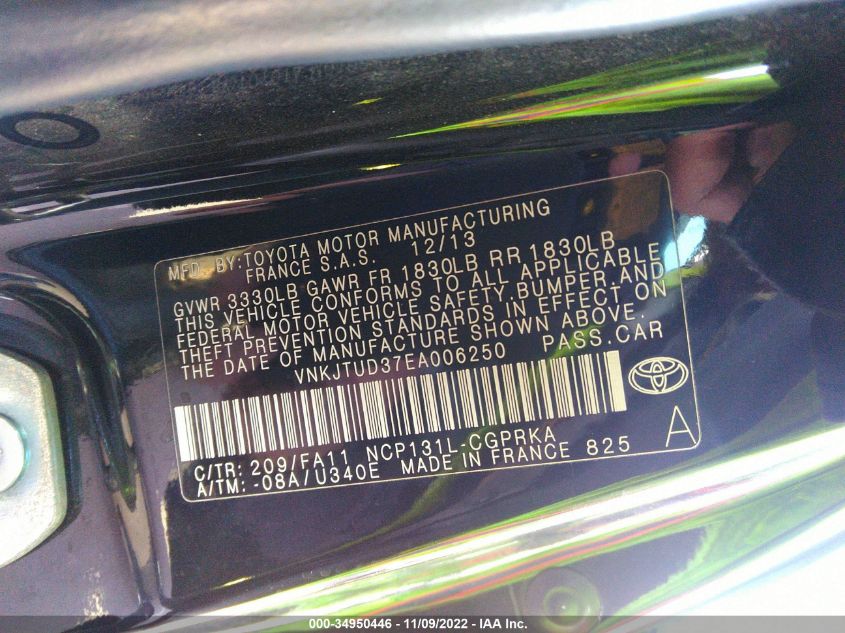 MFD. BY: TOYOTA MOTOR MANUFACTURING
FRANCE S.A.S. 12/13
GVWR 3330LB GAWR FR 1830LB RR 1830LB
THIS VEHICLE CONFORMS TO ALL APPLICABLE
FEDERAL MOTOR VEHICLE SAFETY, BUMPER, AND
THEFT PREVENTION STANDARDS IN EFFECT ON
THE DATE OF MANUFACTURE SHOWN ABOVE.
VNKJTUD37EA006250 PASS. CAR
C/TR: 209/FA11 NCP131L-CGPRKA
A/TM: -08A/U340E MADE IN FRANCE 825
A
000-34950446 - 11/09/2022 - IAA Inc.